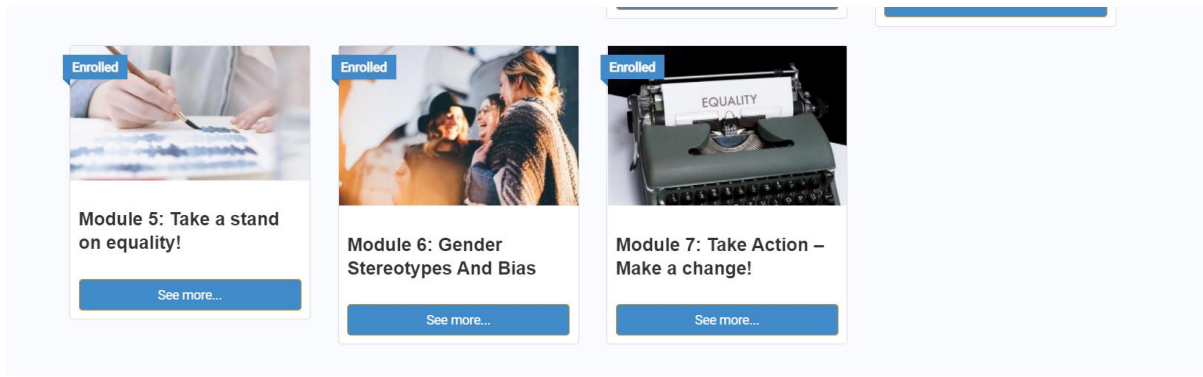 Enrolled
Enrolled
Enrolled
EQUALITY
Module 5: Take a stand
on equality!
See more...
Module 6: Gender
Stereotypes And Bias
See more...
Module 7: Take Action –
Make a change!
See more...